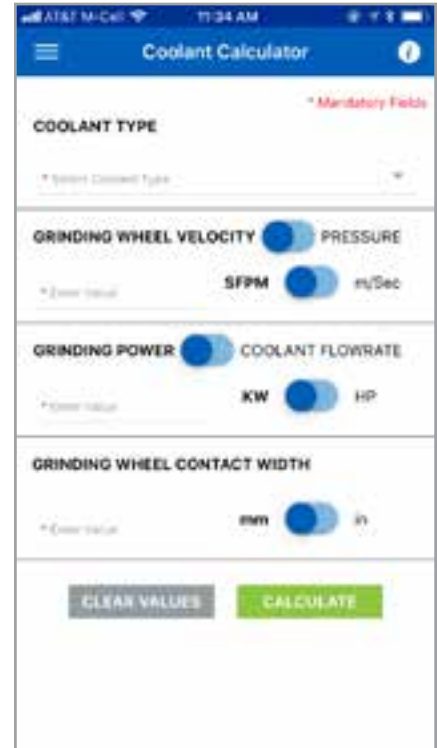 AT&T M-Cell 11:34 AM
Coolant Calculator
* Mandatory Fields
COOLANT TYPE
* Select Coolant Type
GRINDING WHEEL VELOCITY PRESSURE
SFPM m/Sec
* Enter Value
GRINDING POWER COOLANT FLOWRATE
KW HP
* Enter Value
GRINDING WHEEL CONTACT WIDTH
mm in
* Enter Value
CLEAR VALUES CALCULATE